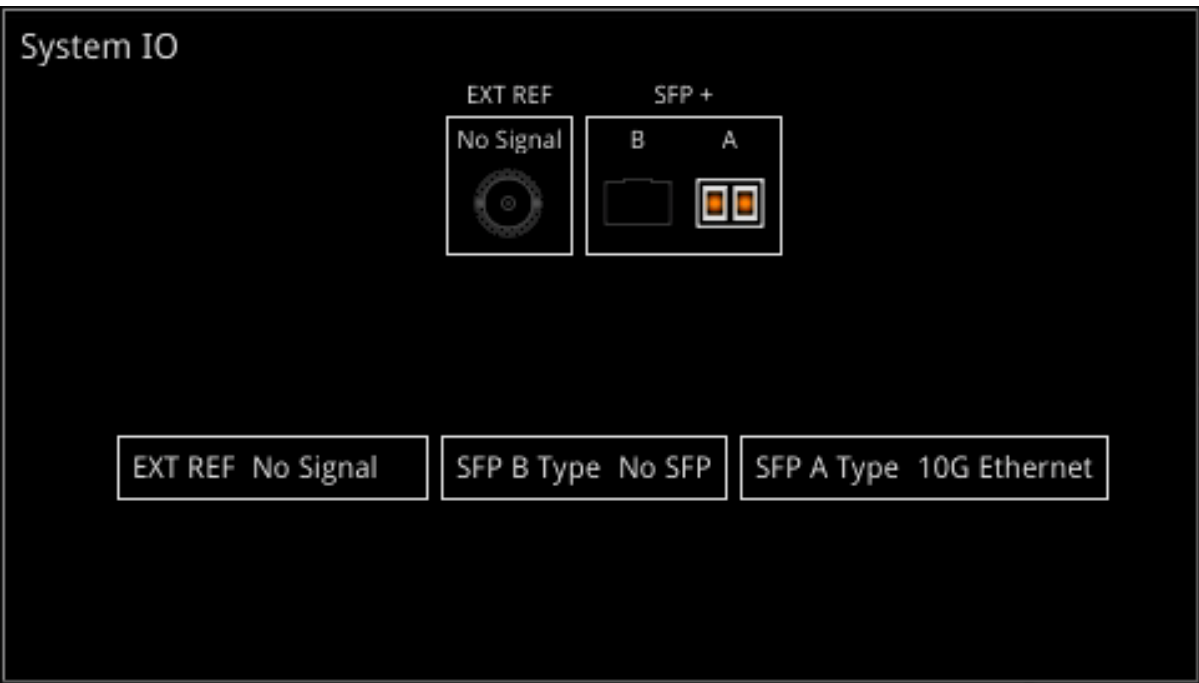 System IO
EXT REF SFP +
No Signal B A
EXT REF No Signal SFP B Type No SFP SFP A Type 10G Ethernet